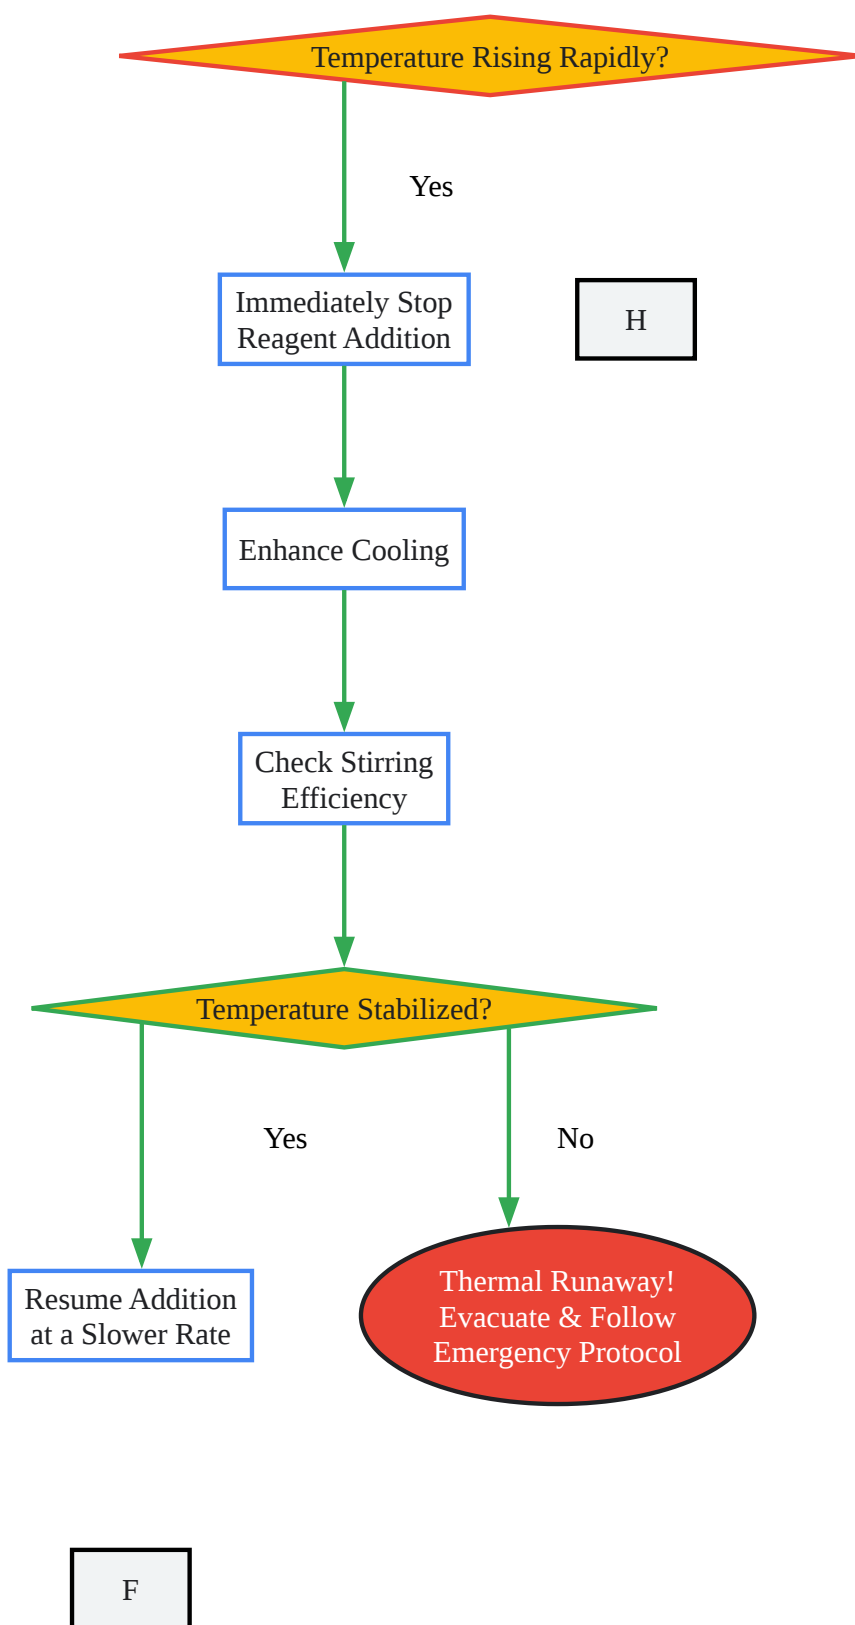 Temperature Rising Rapidly?
Yes
Immediately Stop
Reagent Addition
H
Enhance Cooling
Check Stirring
Efficiency
Temperature Stabilized?
Yes
No
Resume Addition
at a Slower Rate
Thermal Runaway!
Evacuate & Follow
Emergency Protocol
F